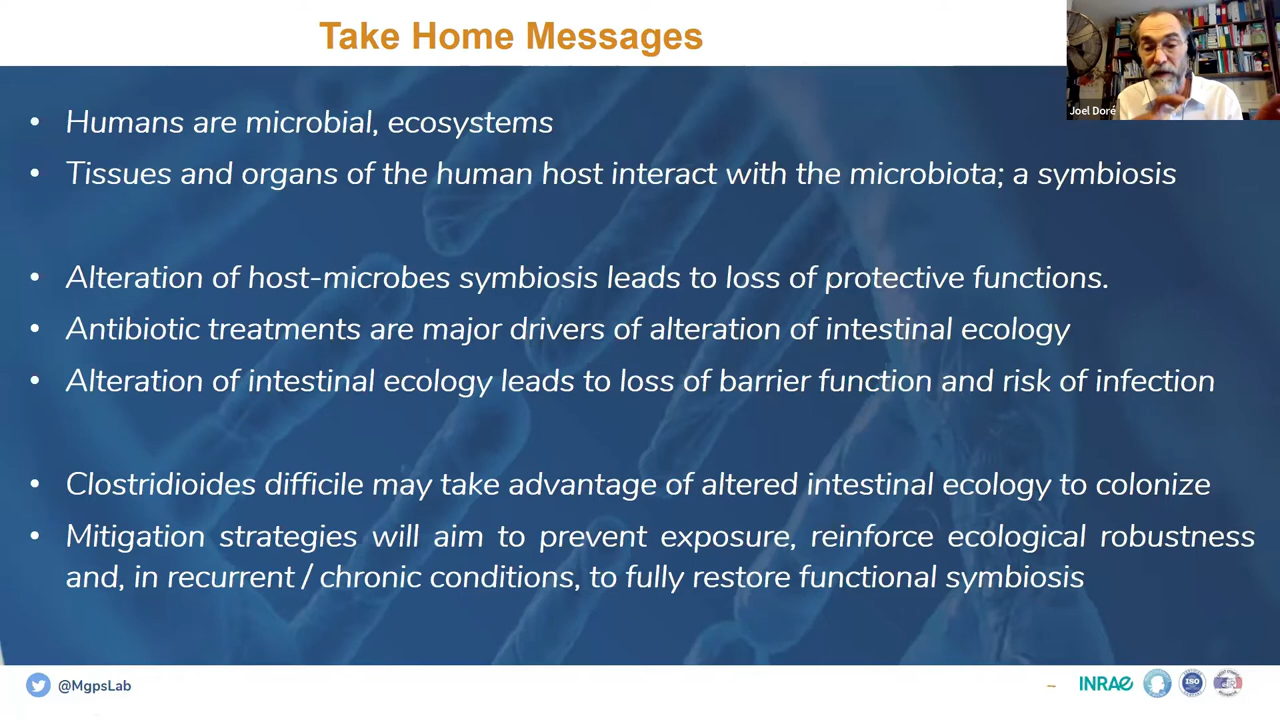 Take Home Messages
Joel Doré
• Humans are microbial, ecosystems
• Tissues and organs of the human host interact with the microbiota; a symbiosis
• Alteration of host-microbes symbiosis leads to loss of protective functions.
• Antibiotic treatments are major drivers of alteration of intestinal ecology
• Alteration of intestinal ecology leads to loss of barrier function and risk of infection
• Clostridioides difficile may take advantage of altered intestinal ecology to colonize
• Mitigation strategies will aim to prevent exposure, reinforce ecological robustness
and, in recurrent / chronic conditions, to fully restore functional symbiosis
@MgpsLab
INRAE
ISO